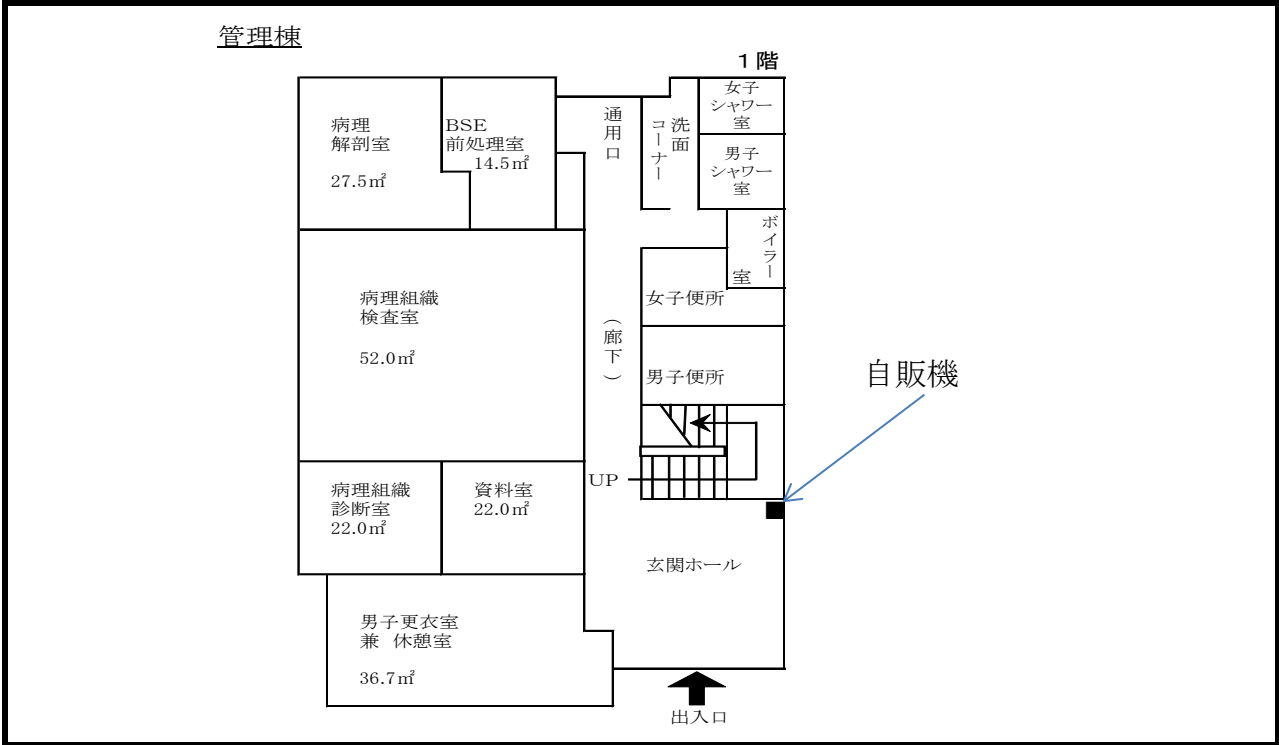 管理棟
1階
病理
解剖室
27.5㎡
BSE
前処理室
14.5㎡
通用口
洗面
コーナー
女子
シャワー
室
男子
シャワー
室
ボイラー
室
病理組織
検査室
52.0㎡
（廊下）
女子便所
男子便所
自販機
UP
病理組織
診断室
22.0㎡
資料室
22.0㎡
玄関ホール
男子更衣室
兼 休憩室
36.7㎡
出入口